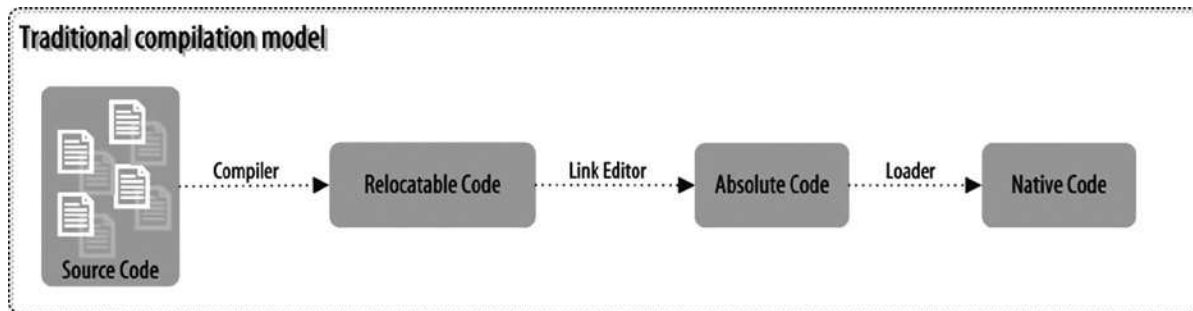 Traditional compilation model
Source Code
Compiler
Relocatable Code
Link Editor
Absolute Code
Loader
Native Code